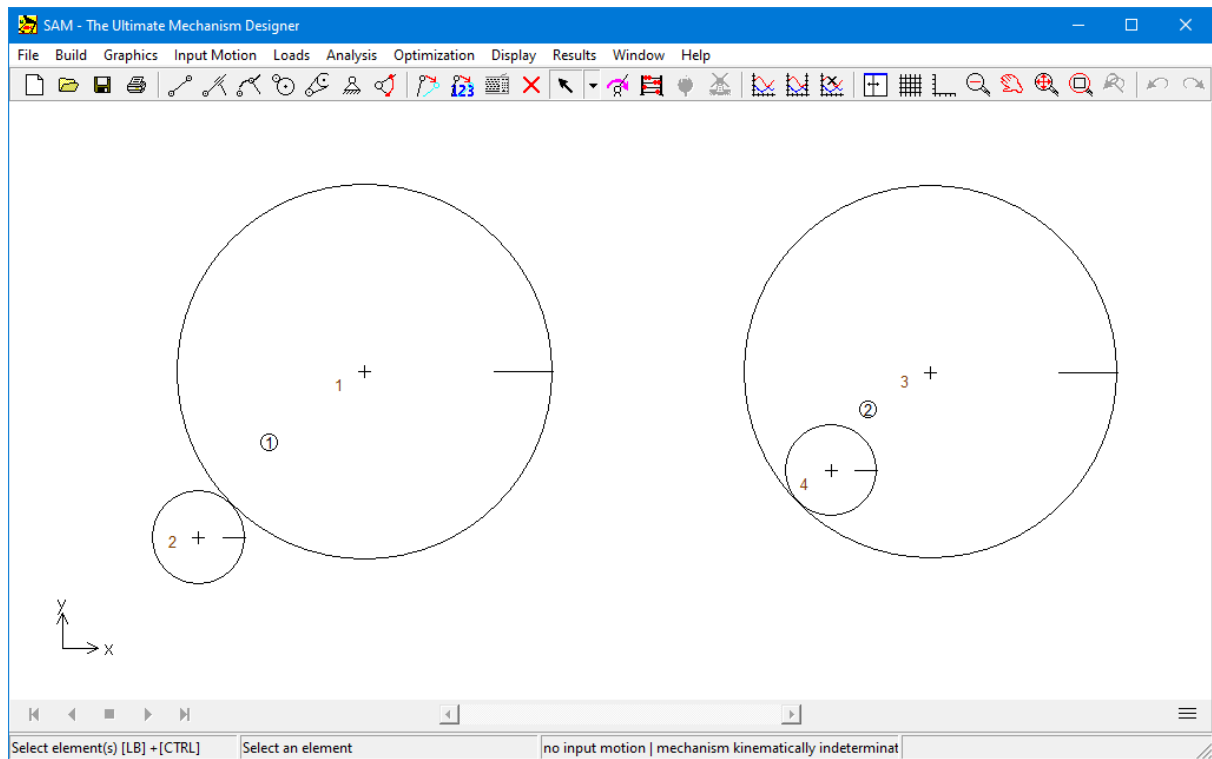 SAM - The Ultimate Mechanism Designer
File Build Graphics Input Motion Loads Analysis Optimization Display Results Window Help
123
1
3
2
1
4
2
y
x
Select element(s) [LB] +[CTRL] Select an element no input motion | mechanism kinematically indeterminat